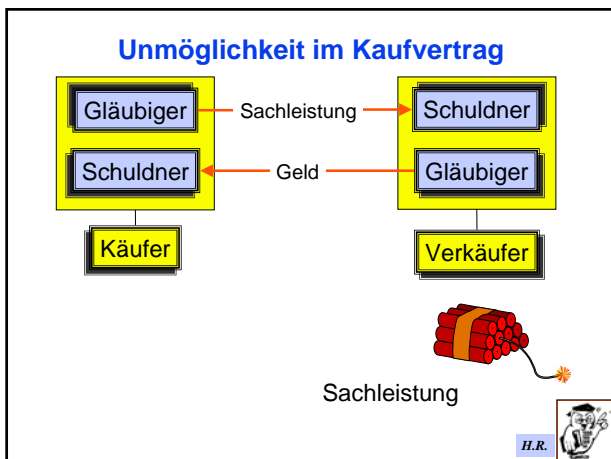 Unmöglichkeit im Kaufvertrag
Gläubiger Sachleistung Schuldner
Schuldner Geld Gläubiger
Käufer Verkäufer
Sachleistung
H.R.